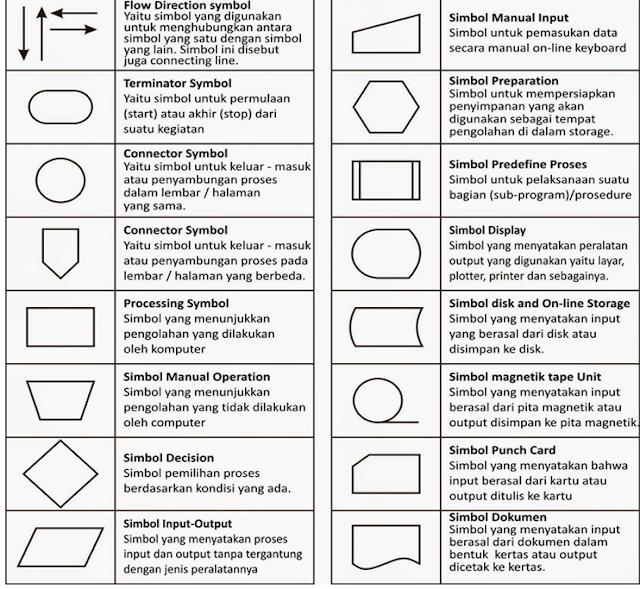 Flow Direction symbol
Yaitu simbol yang digunakan
untuk menghubungkan antara
simbol yang satu dengan simbol
yang lain. Simbol ini disebut
juga connecting line.
Terminator Symbol
Yaitu simbol untuk permulaan
(start) atau akhir (stop) dari
suatu kegiatan
Connector Symbol
Yaitu simbol untuk keluar - masuk
atau penyambungan proses
dalam lembar / halaman
yang sama.
Connector Symbol
Yaitu simbol untuk keluar - masuk
atau penyambungan proses pada
lembar / halaman yang berbeda.
Processing Symbol
Simbol yang menunjukkan
pengolahan yang dilakukan
oleh komputer
Simbol Manual Operation
Simbol yang menunjukkan
pengolahan yang tidak dilakukan
oleh computer
Simbol Decision
Simbol pemilihan proses
berdasarkan kondisi yang ada.
Simbol Input-Output
Simbol yang menyatakan proses
input dan output tanpa tergantung
dengan jenis peralatannya
Simbol Manual Input
Simbol untuk pemasukan data
secara manual on-line keyboard
Simbol Preparation
Simbol untuk mempersiapkan
penyimpanan yang akan
digunakan sebagai tempat
pengolahan di dalam storage.
Simbol Predefine Proses
Simbol untuk pelaksanaan suatu
bagian (sub-program)/prosedure
Simbol Display
Simbol yang menyatakan peralatan
output yang digunakan yaitu layar,
plotter, printer dan sebagainya.
Simbol disk and On-line Storage
Simbol yang menyatakan input
yang berasal dari disk atau
disimpan ke disk.
Simbol magnetik tape Unit
Simbol yang menyatakan input
berasal dari pita magnetik atau
output disimpan ke pita magnetik.
Simbol Punch Card
Simbol yang menyatakan bahwa
input berasal dari kartu atau
output ditulis ke kartu
Simbol Dokumen
Simbol yang menyatakan input
berasal dari dokumen dalam
bentuk kertas atau output
dicetak ke kertas.